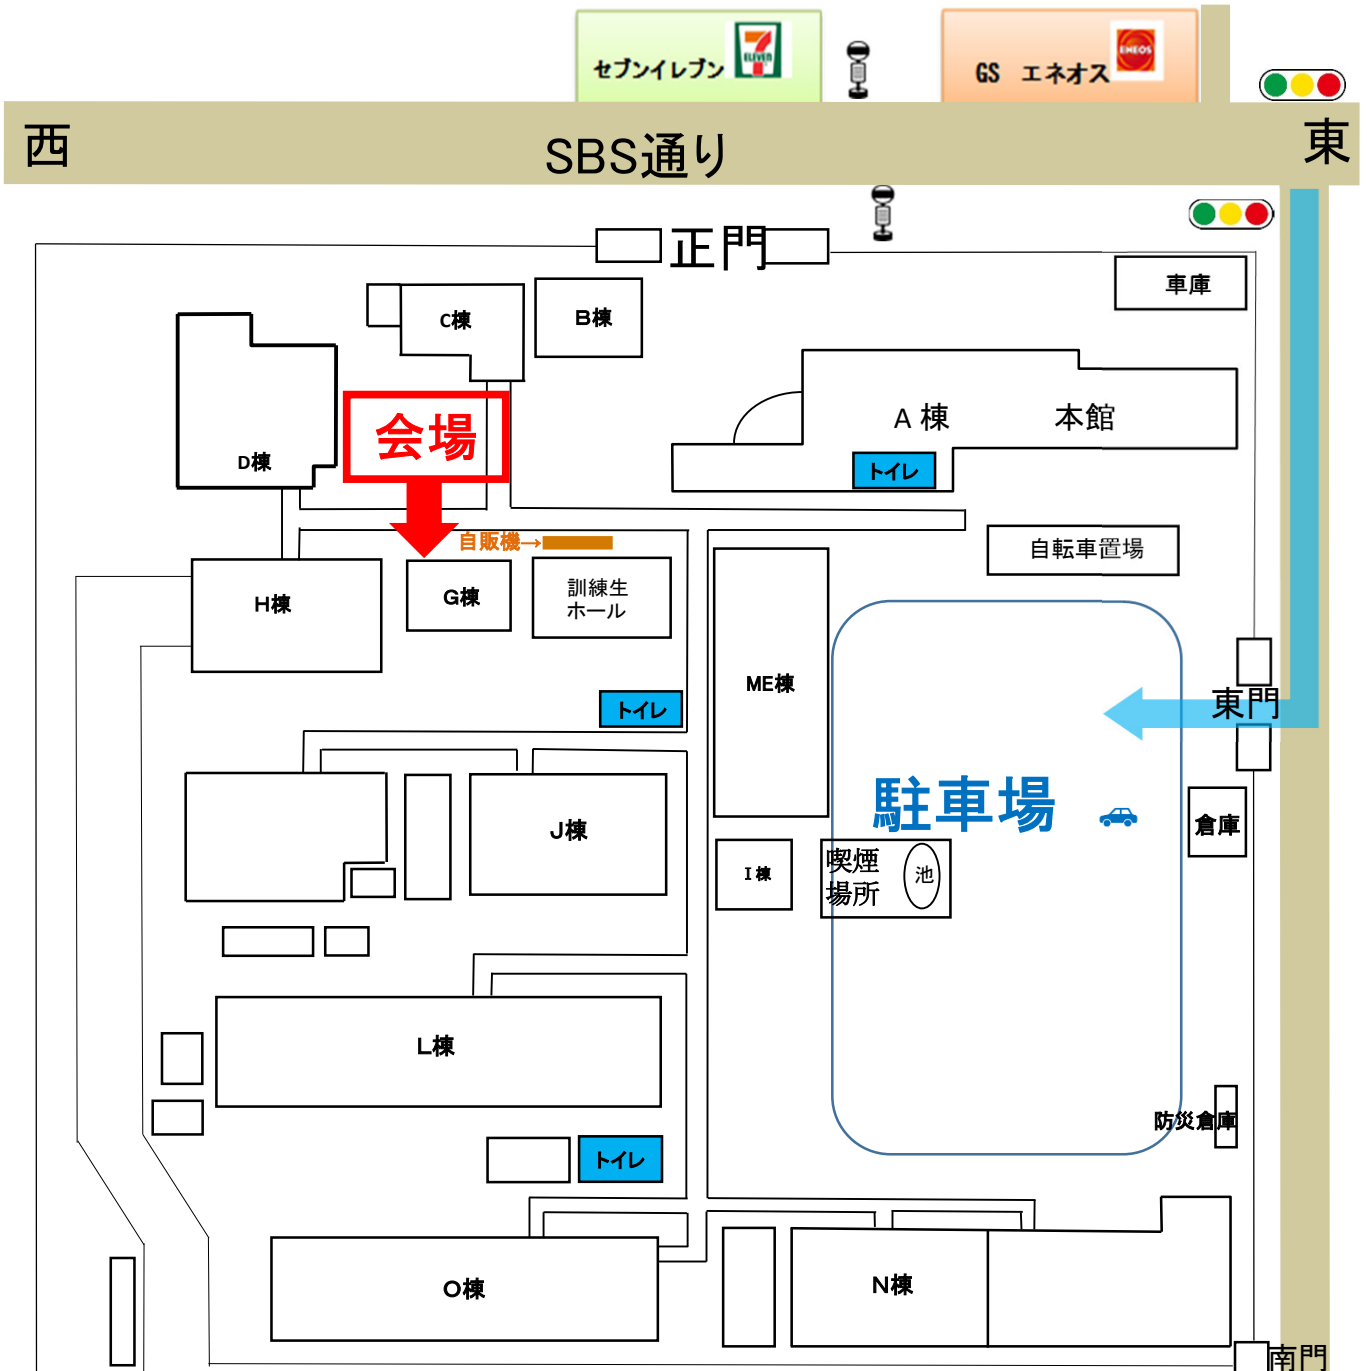 セブンイレブン
7
ELEVEN
GS エネオス
ENEOS
西
SBS通り
東
正門
車庫
C棟
B棟
A 棟 本館
会場
D棟
トイレ
自販機→
自転車置場
H棟
G棟
訓練生
ホール
ME棟
トイレ
東門
駐車場
J棟
倉庫
I棟
喫煙
場所
池
L棟
防災倉庫
トイレ
O棟
N棟
南門